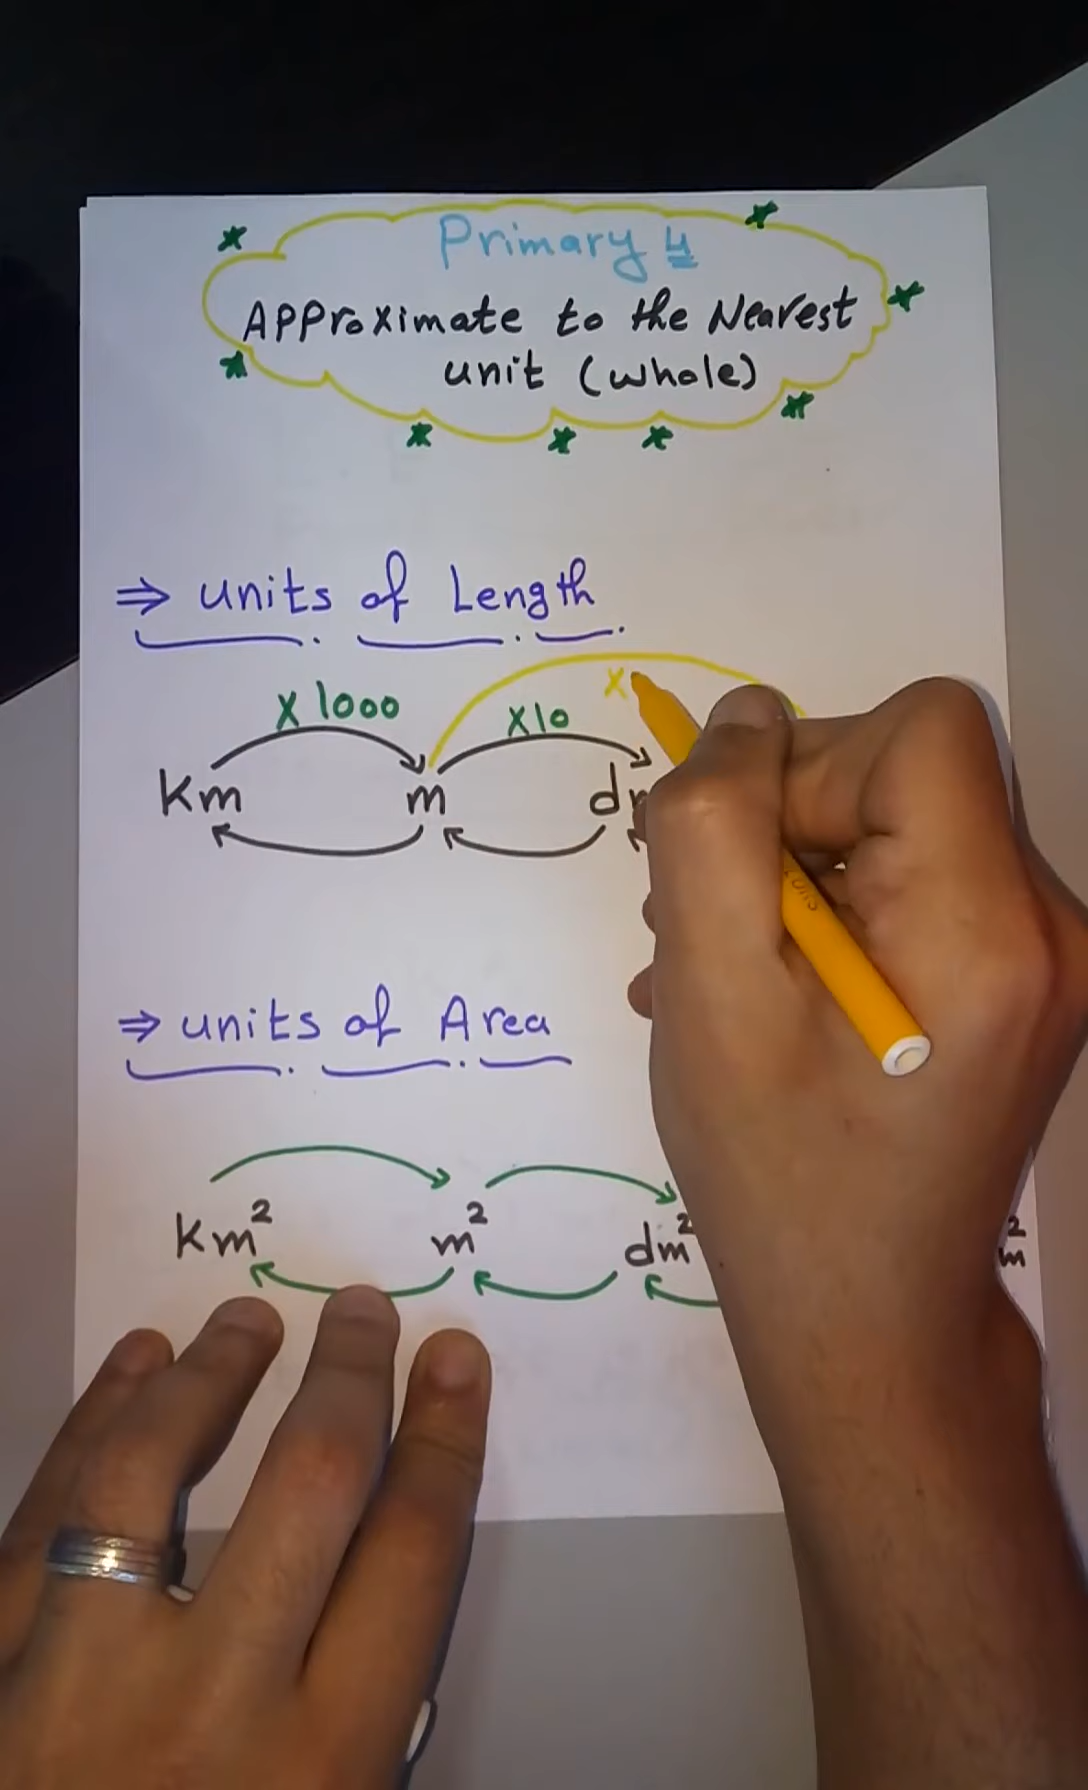 Primary 4
Approximate to the Nearest
unit (whole)
⇒ units of Length
x 1000
x10
x
Km
m
⇒ units of Area
Km²
m²
dm²